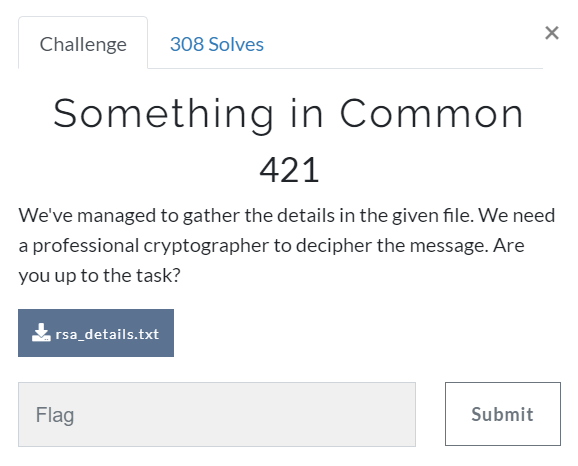 Challenge
308 Solves
×
Something in Common
421
We've managed to gather the details in the given file. We need
a professional cryptographer to decipher the message. Are
you up to the task?
rsa_details.txt
Flag
Submit